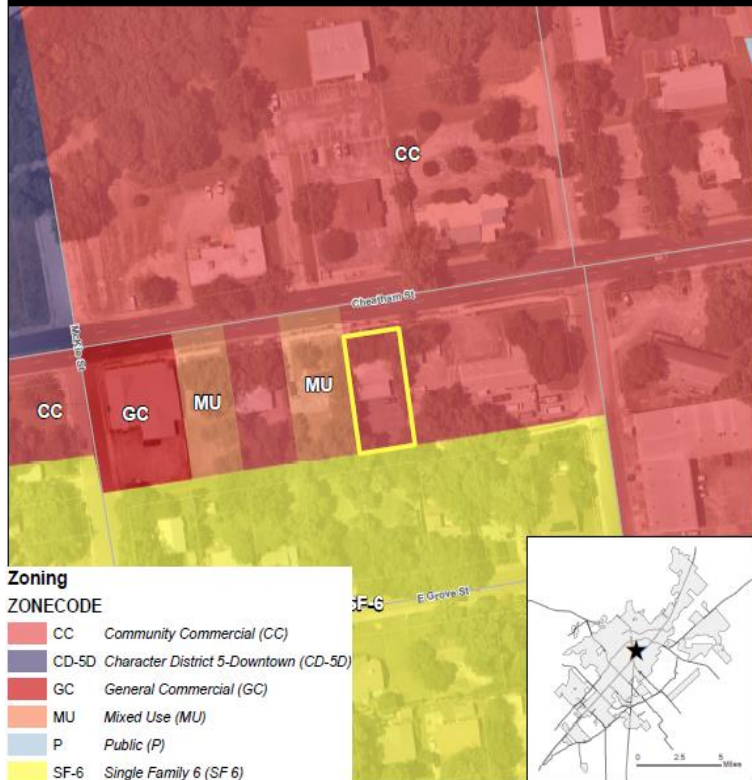 CC
Cheatham St
McKie St
CC
GC
MU
MU
SF-6
E Grove St
Zoning
ZONECODE
CC Community Commercial (CC)
CD-5D Character District 5-Downtown (CD-5D)
GC General Commercial (GC)
MU Mixed Use (MU)
P Public (P)
SF-6 Single Family 6 (SF 6)
0 2.5 5
Miles